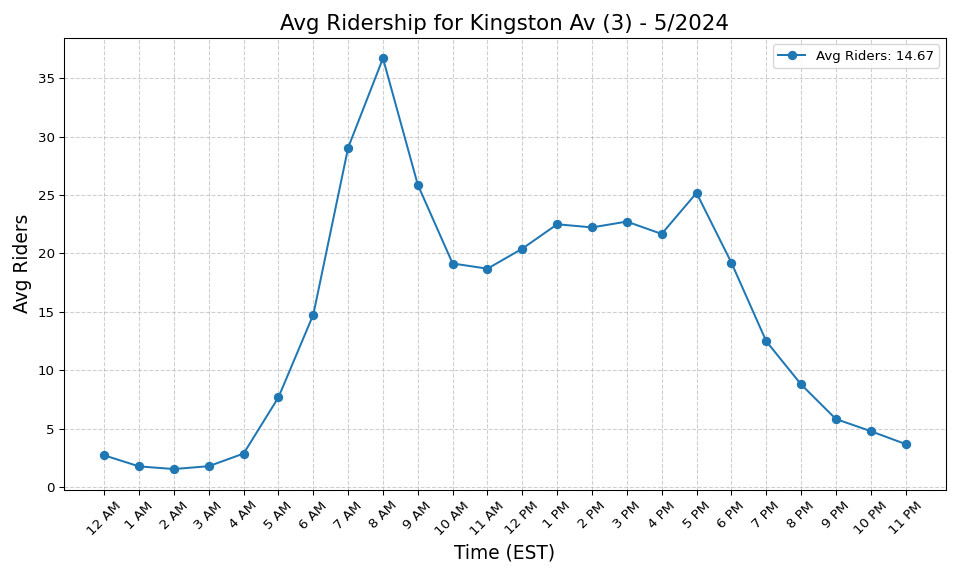 Avg Ridership for Kingston Av (3) - 5/2024
Avg Riders: 14.67
Avg Riders
35
30
25
20
15
10
5
0
12 AM
1 AM
2 AM
3 AM
4 AM
5 AM
6 AM
7 AM
8 AM
9 AM
10 AM
11 AM
12 PM
1 PM
2 PM
3 PM
4 PM
5 PM
6 PM
7 PM
8 PM
9 PM
10 PM
11 PM
Time (EST)